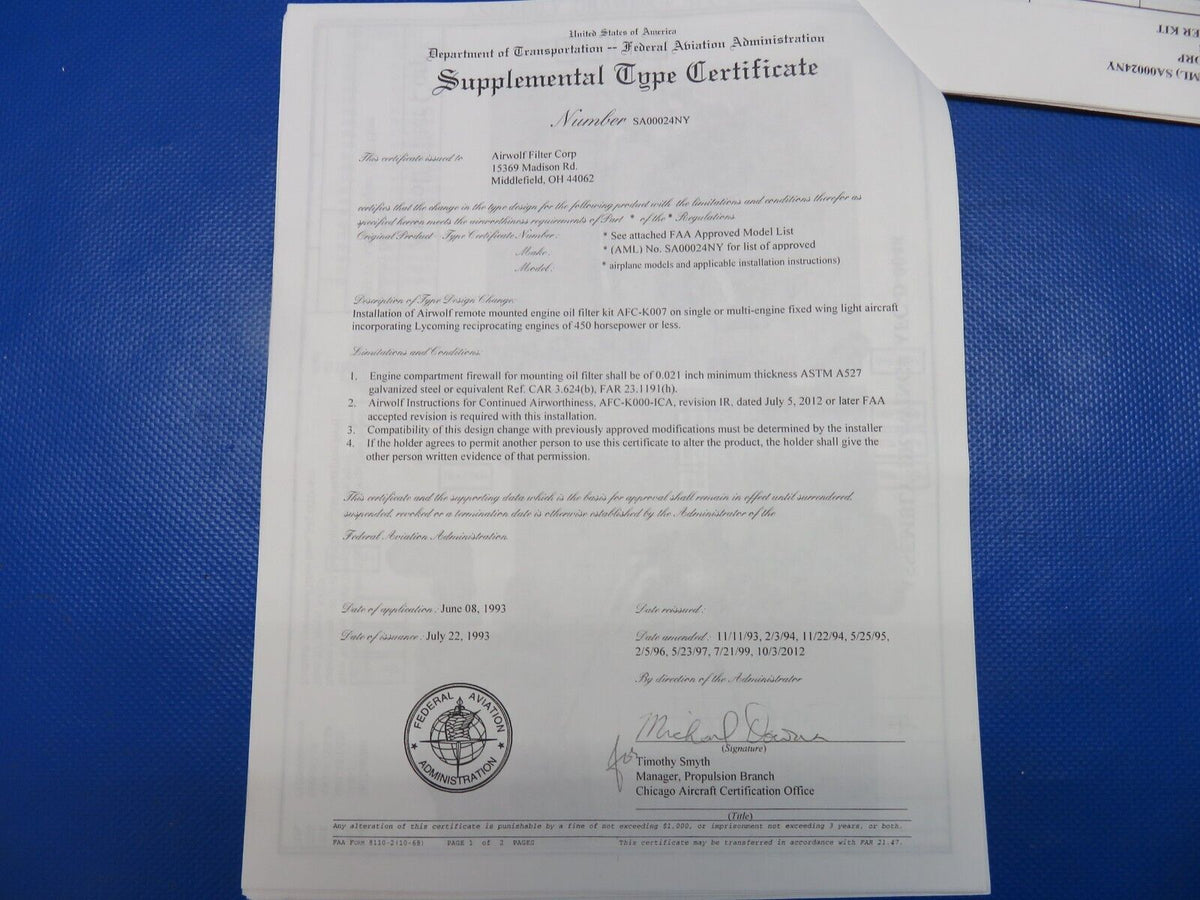 United States of America
Department of Transportation -- Federal Aviation Administration
Supplemental Type Certificate
Number SA00024NY
This certificate issued to
Airwolf Filter Corp
15369 Madison Rd.
Middlefield, OH 44062
certifies that the change in the type design for the following product with the limitations and conditions therefor as
specified hereon meets the airworthiness requirements of Part * of the * Regulations
Original Product - Type Certificate Number: * See attached FAA Approved Model List
Make: * (AML) No. SA00024NY for list of approved
Model: * airplane models and applicable installation instructions)
Description of Type Design Change:
Installation of Airwolf remote mounted engine oil filter kit AFC-K007 on single or multi-engine fixed wing light aircraft
incorporating Lycoming reciprocating engines of 450 horsepower or less.
Limitations and Conditions:
1. Engine compartment firewall for mounting oil filter shall be of 0.021 inch minimum thickness ASTM A527
galvanized steel or equivalent Ref. CAR 3.624(b), FAR 23.1191(h).
2. Airwolf Instructions for Continued Airworthiness, AFC-K000-ICA, revision IR, dated July 5, 2012 or later FAA
accepted revision is required with this installation.
3. Compatibility of this design change with previously approved modifications must be determined by the installer
4. If the holder agrees to permit another person to use this certificate to alter the product, the holder shall give the
other person written evidence of that permission.
This certificate and the supporting data which is the basis for approval shall remain in effect until surrendered,
suspended, revoked or a termination date is otherwise established by the Administrator of the
Federal Aviation Administration.
Date of application: June 08, 1993
Date of issuance: July 22, 1993
Date reissued:
Date amended: 11/11/93, 2/3/94, 11/22/94, 5/25/95,
2/5/96, 5/23/97, 7/21/99, 10/3/2012
By direction of the Administrator
FEDERAL AVIATION
ADMINISTRATION
Michael
(Signature)
for Timothy Smyth
Manager, Propulsion Branch
Chicago Aircraft Certification Office
(Title)
Any alteration of this certificate is punishable by a fine of not exceeding $1,000, or imprisonment not exceeding 3 years, or both.
FAA FORM 8110-2(10-68) PAGE 1 of 2 PAGES This certificate may be transferred in accordance with FAR 21.47.
ML) SA00024NY
ORP
ER KIT